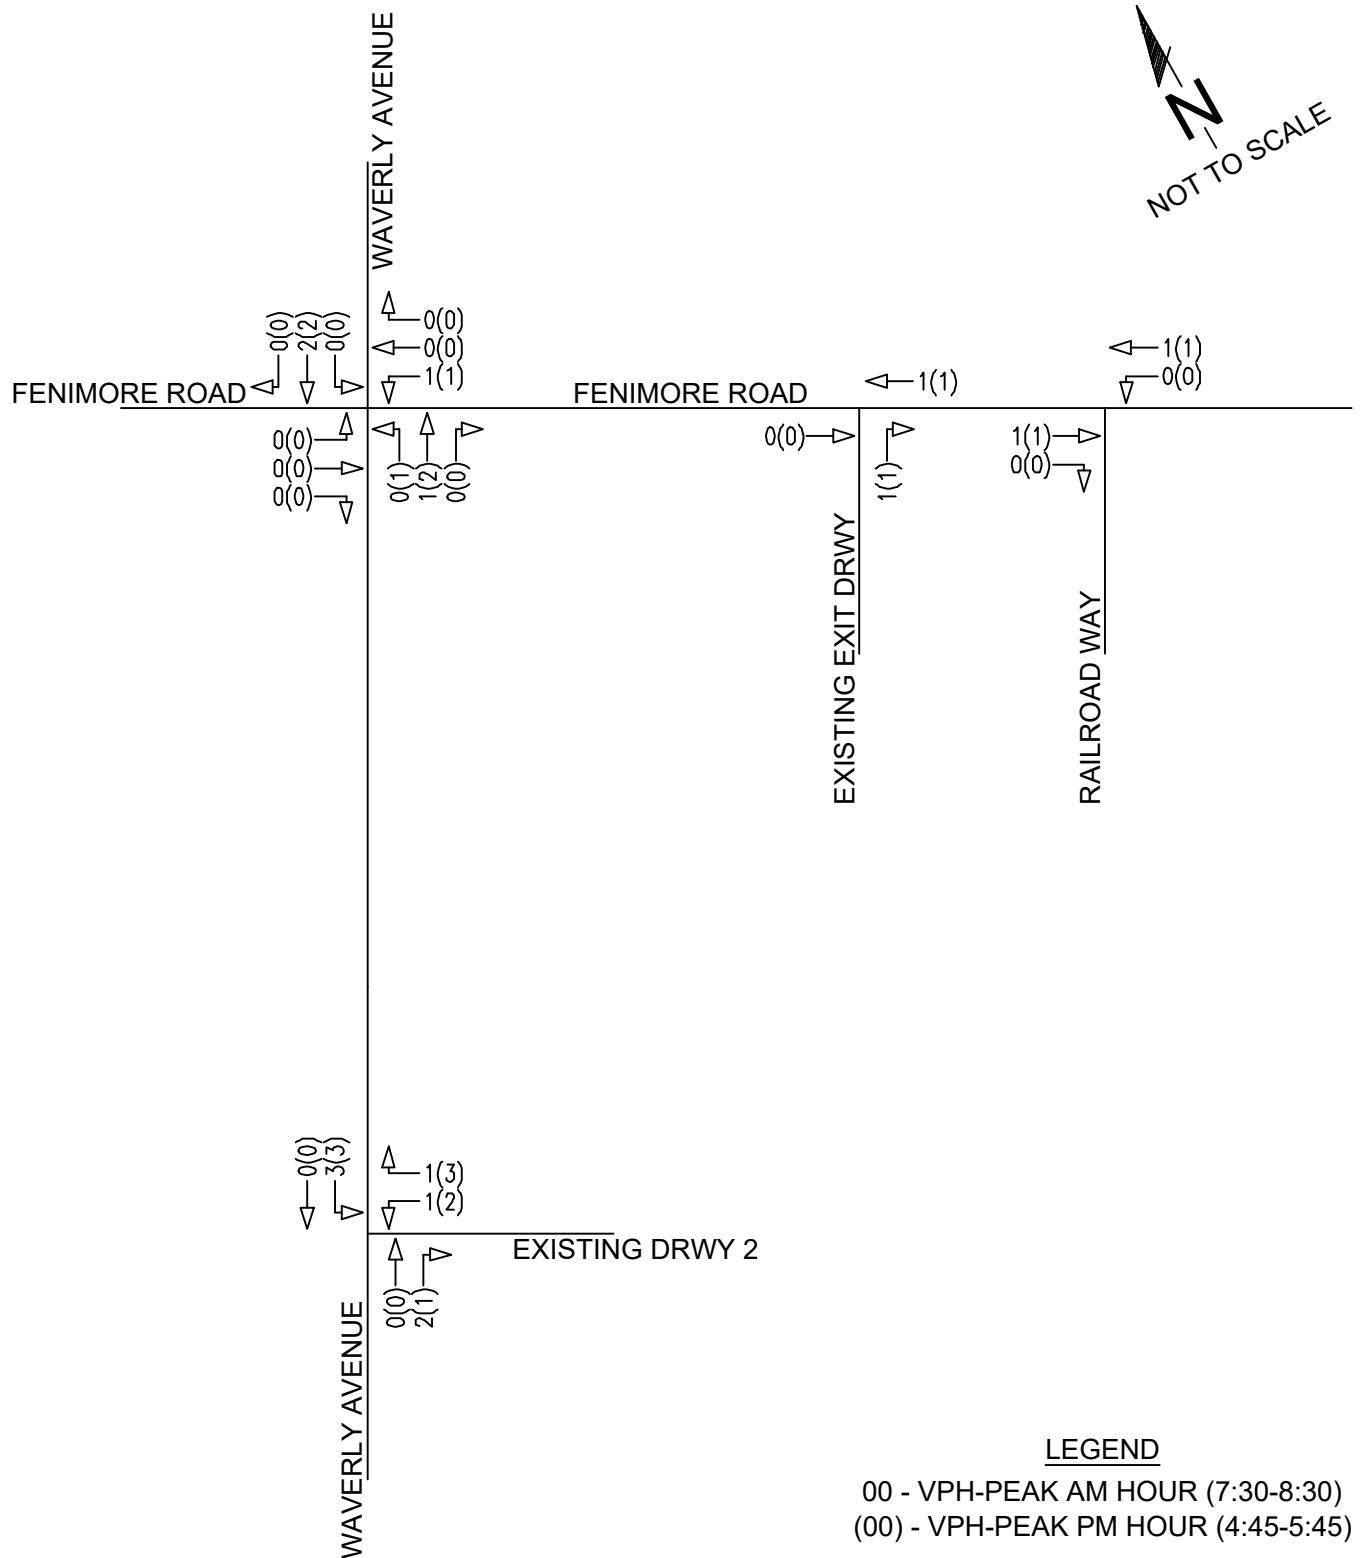 WAVERLY AVENUE
N
NOT TO SCALE
0(0)
2(2)
0(0)
0(0)
0(0)
1(1)
FENIMORE ROAD
FENIMORE ROAD
1(1)
1(1)
0(0)
0(0)
0(0)
0(0)
0(1)
1(2)
0(0)
0(0)
1(1)
1(1)
0(0)
EXISTING EXIT DRWY
RAILROAD WAY
0(0)
3(3)
1(3)
1(2)
EXISTING DRWY 2
0(0)
2(1)
WAVERLY AVENUE
LEGEND
00 - VPH-PEAK AM HOUR (7:30-8:30)
(00) - VPH-PEAK PM HOUR (4:45-5:45)